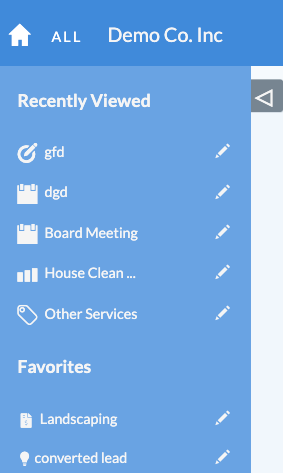 ALL Demo Co. Inc
Recently Viewed
gfd
dgd
Board Meeting
House Clean ...
Other Services
Favorites
Landscaping
converted lead